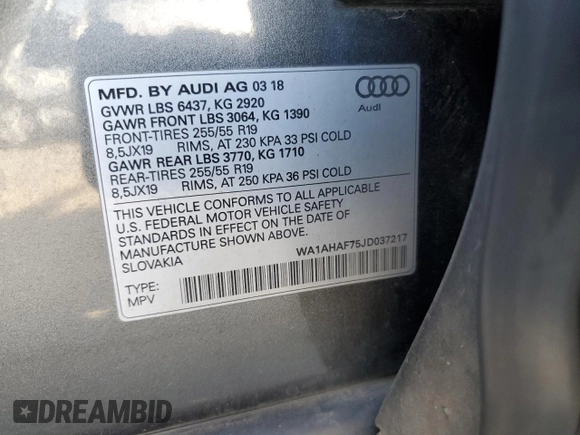 MFD. BY AUDI AG 03 18
GVWR LBS 6437, KG 2920
GAWR FRONT LBS 3064, KG 1390
FRONT-TIRES 255/55 R19
8,5JX19 RIMS, AT 230 KPA 33 PSI COLD
GAWR REAR LBS 3770, KG 1710
REAR-TIRES 255/55 R19
8,5JX19 RIMS, AT 250 KPA 36 PSI COLD
Audi
THIS VEHICLE CONFORMS TO ALL APPLICABLE
U.S. FEDERAL MOTOR VEHICLE SAFETY
STANDARDS IN EFFECT ON THE DATE OF
MANUFACTURE SHOWN ABOVE.
SLOVAKIA
WA1AHAF75JD037217
TYPE:
MPV
DREAMBID